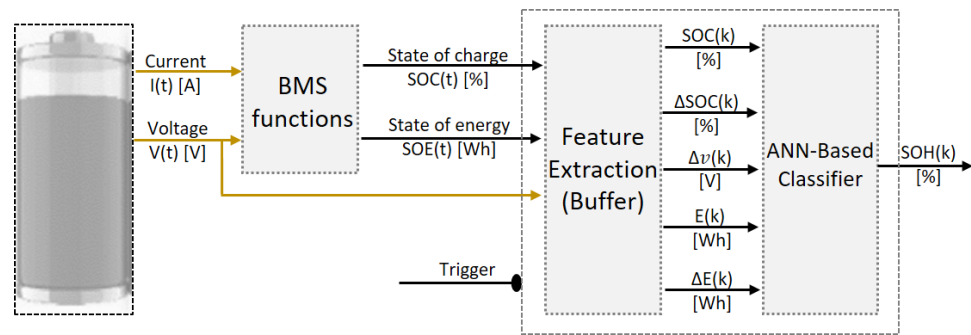 Current
I(t) [A]
Voltage
V(t) [V]
BMS
functions
State of charge
SOC(t) [%]
State of energy
SOE(t) [Wh]
Trigger
Feature
Extraction
(Buffer)
SOC(k)
[%]
ΔSOC(k)
[%]
Δv(k)
[V]
E(k)
[Wh]
ΔE(k)
[Wh]
ANN-Based
Classifier
SOH(k)
[%]